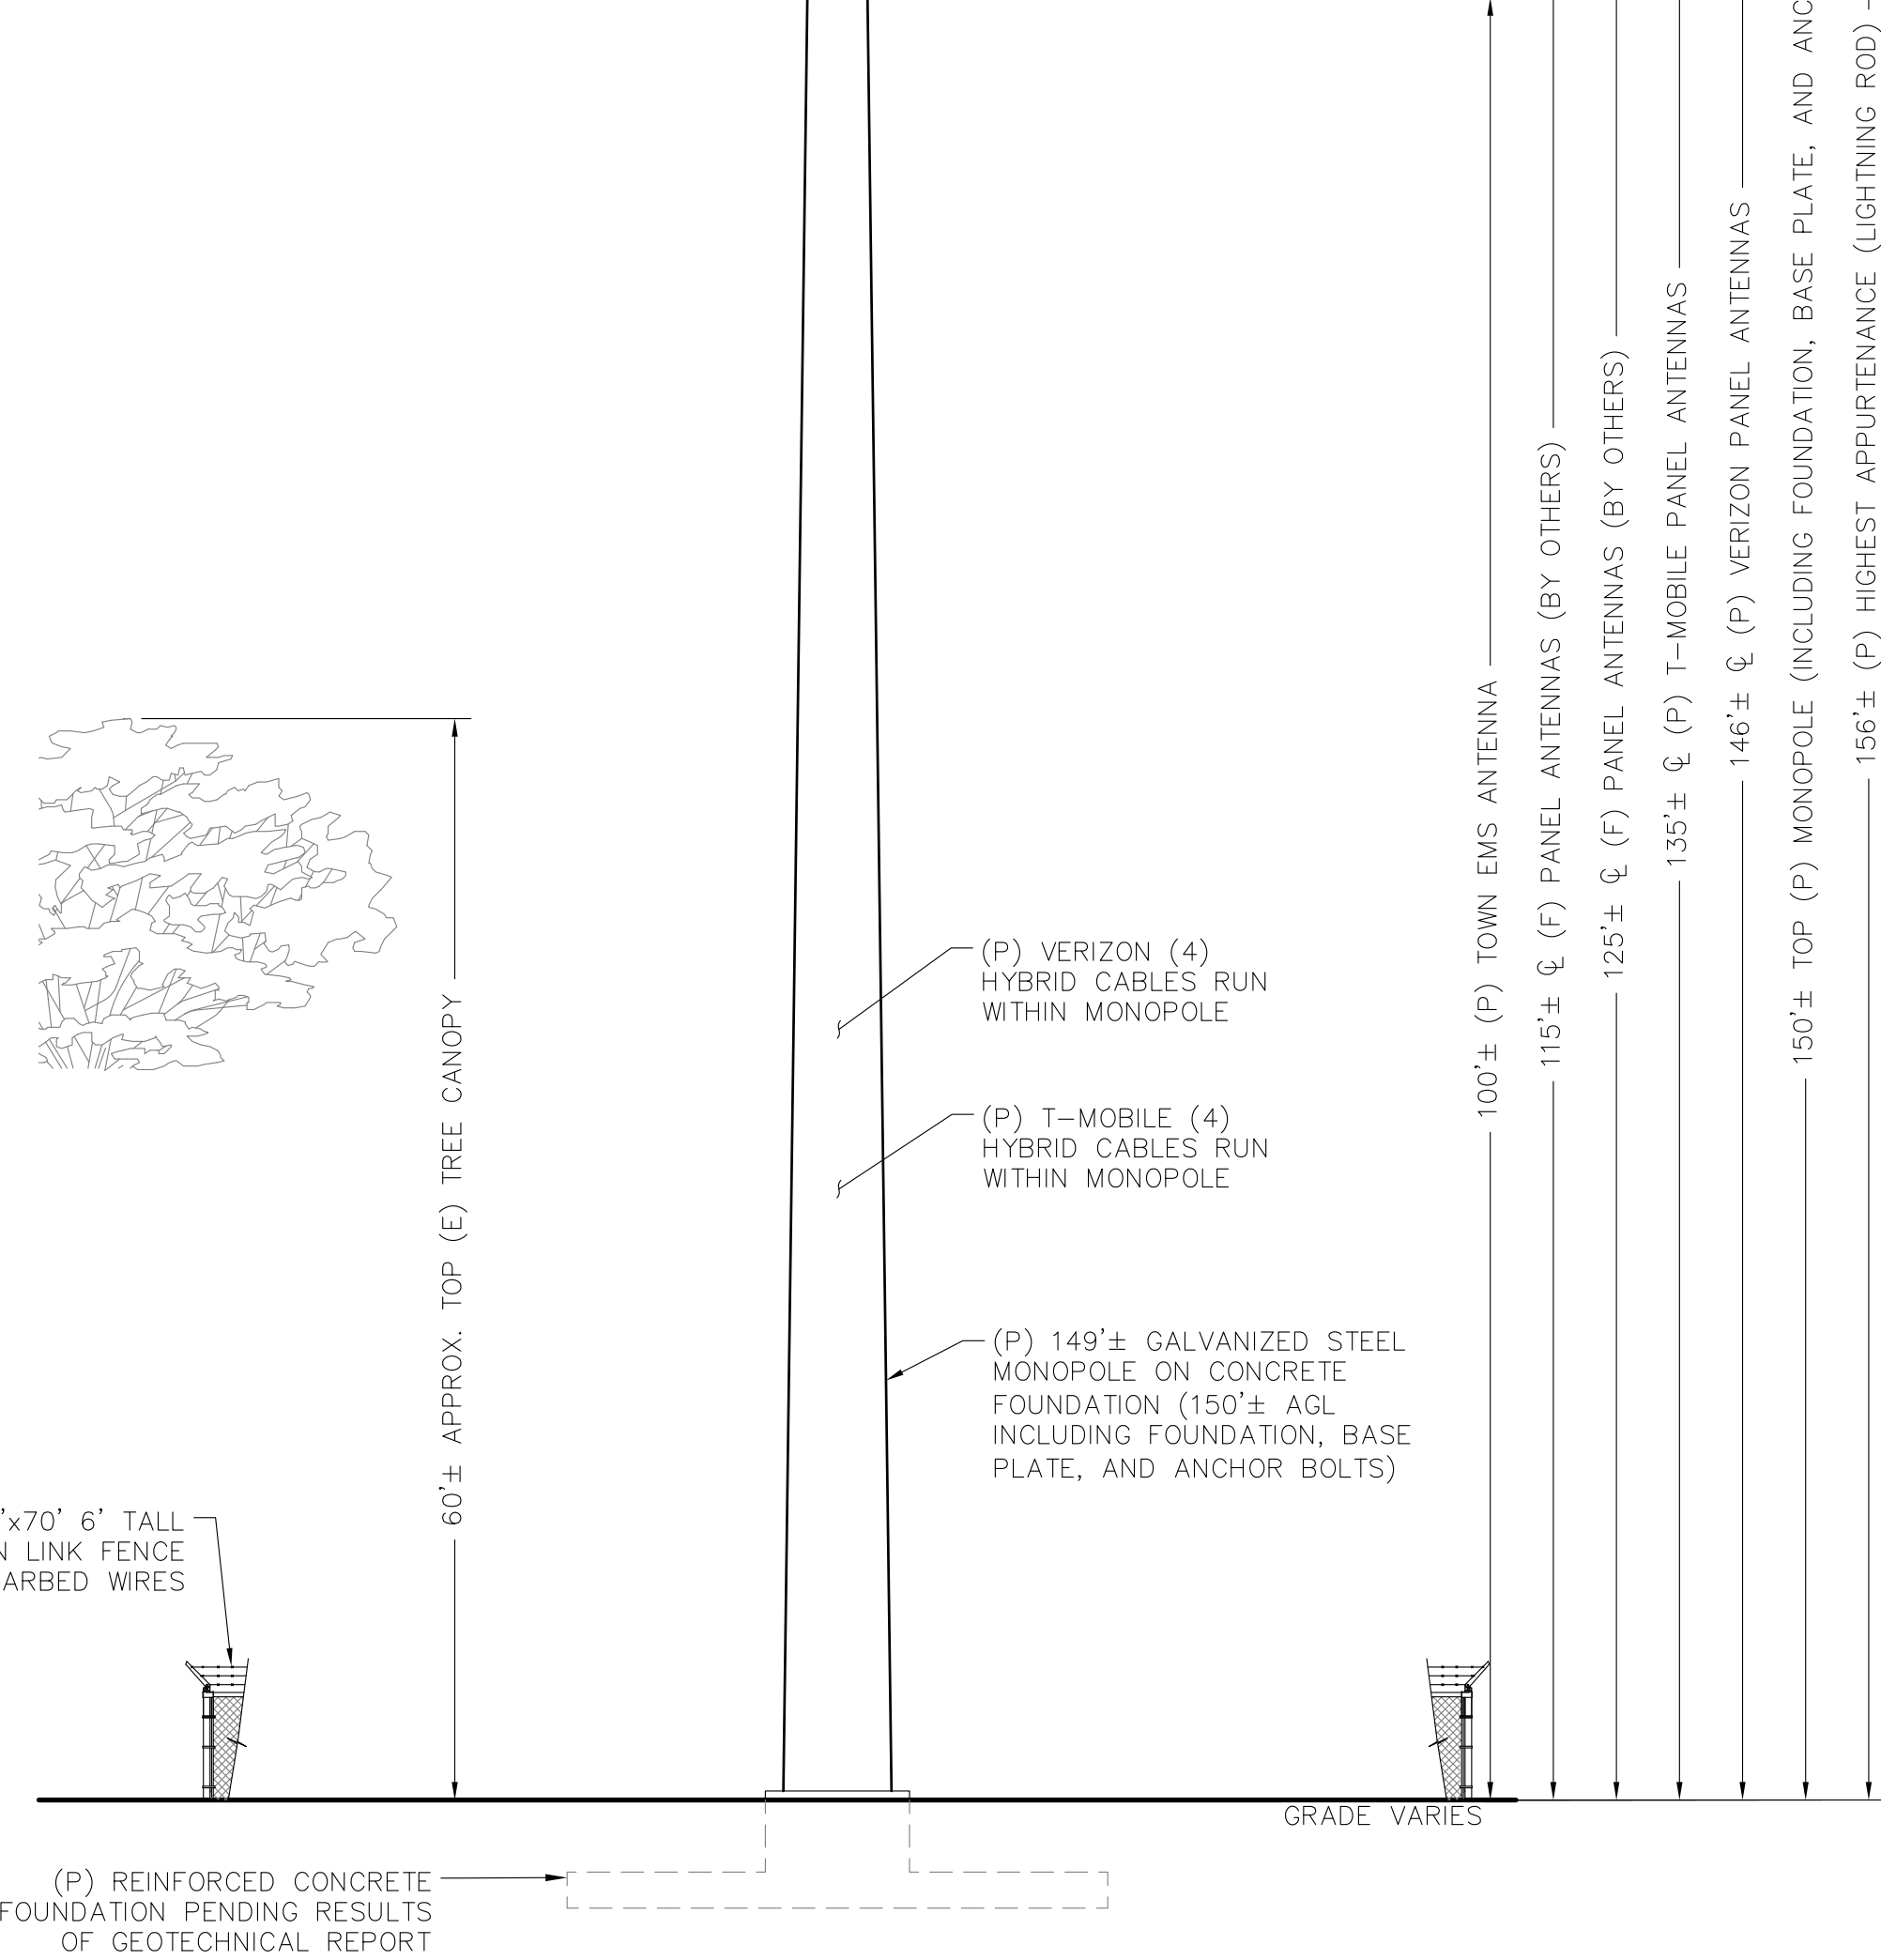 (P) VERIZON (4)
HYBRID CABLES RUN
WITHIN MONOPOLE
(P) T-MOBILE (4)
HYBRID CABLES RUN
WITHIN MONOPOLE
(P) 149'± GALVANIZED STEEL
MONOPOLE ON CONCRETE
FOUNDATION (150'± AGL
INCLUDING FOUNDATION, BASE
PLATE, AND ANCHOR BOLTS)
60'± APPROX. TOP (E) TREE CANOPY
'x70' 6' TALL
LINK FENCE
WIRES
100'± (P) TOWN EMS ANTENNA
115'± ℄ (F) PANEL ANTENNAS (BY OTHERS)
125'± ℄ (F) PANEL ANTENNAS (BY OTHERS)
135'± ℄ (P) T-MOBILE PANEL ANTENNAS
146'± ℄ (P) VERIZON PANEL ANTENNAS
150'± TOP (P) MONOPOLE (INCLUDING FOUNDATION, BASE PLATE, AND
156'± (P) HIGHEST APPURTENANCE (LIGHTNING ROD)
GRADE VARIES
(P) REINFORCED CONCRETE
FOUNDATION PENDING RESULTS
OF GEOTECHNICAL REPORT